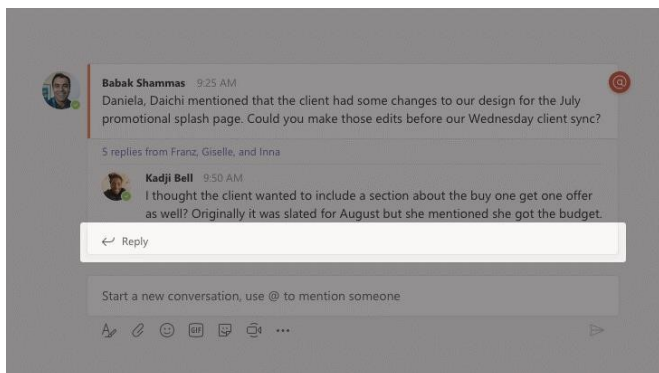 Babak Shammas 9:25 AM
@
Daniela, Daichi mentioned that the client had some changes to our design for the July
promotional splash page. Could you make those edits before our Wednesday client sync?
5 replies from Franz, Giselle, and Inna
Kadji Bell 9:50 AM
I thought the client wanted to include a section about the buy one get one offer
as well? Originally it was slated for August but she mentioned she got the budget.
Reply
Start a new conversation, use @ to mention someone
GIF